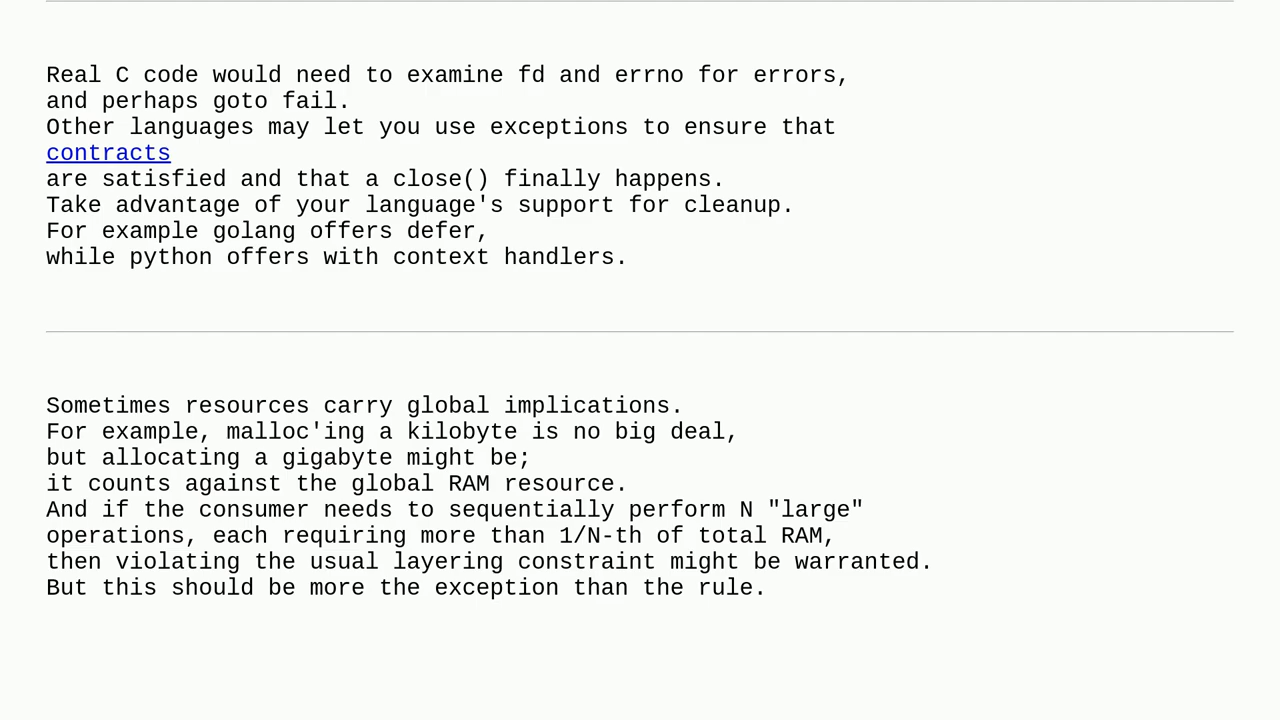 Real C code would need to examine fd and errno for errors,
and perhaps goto fail.
Other languages may let you use exceptions to ensure that
contracts
are satisfied and that a close() finally happens.
Take advantage of your language's support for cleanup.
For example golang offers defer,
while python offers with context handlers.
Sometimes resources carry global implications.
For example, malloc'ing a kilobyte is no big deal,
but allocating a gigabyte might be;
it counts against the global RAM resource.
And if the consumer needs to sequentially perform N "large"
operations, each requiring more than 1/N-th of total RAM,
then violating the usual layering constraint might be warranted.
But this should be more the exception than the rule.